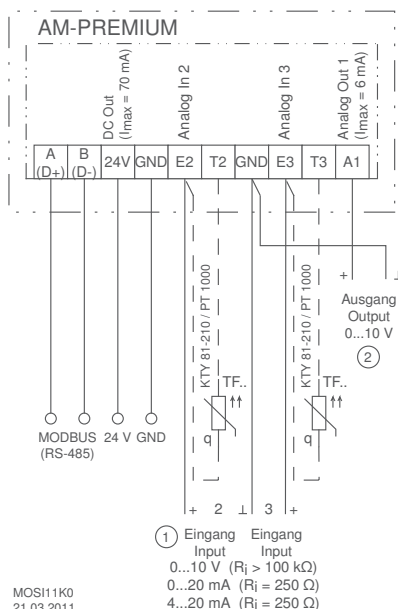 AM-PREMIUM
DC Out
(Imax = 70 mA)
Analog In 2
Analog In 3
Analog Out 1
(Imax = 6 mA)
A
(D+)
B
(D-)
24V
GND
E2
T2
GND
E3
T3
A1
+ ⊥
Ausgang
Output
0...10 V
2
KTY 81-210 / PT 1000
KTY 81-210 / PT 1000
TF..
TF..
q
q
MODBUS
(RS-485)
24 V GND
+ 2 ⊥ 3 +
1 Eingang Eingang
Input Input
0...10 V (Ri > 100 kΩ)
0...20 mA (Ri = 250 Ω)
4...20 mA (Ri = 250 Ω)
MOSI11K0
21.03.2011